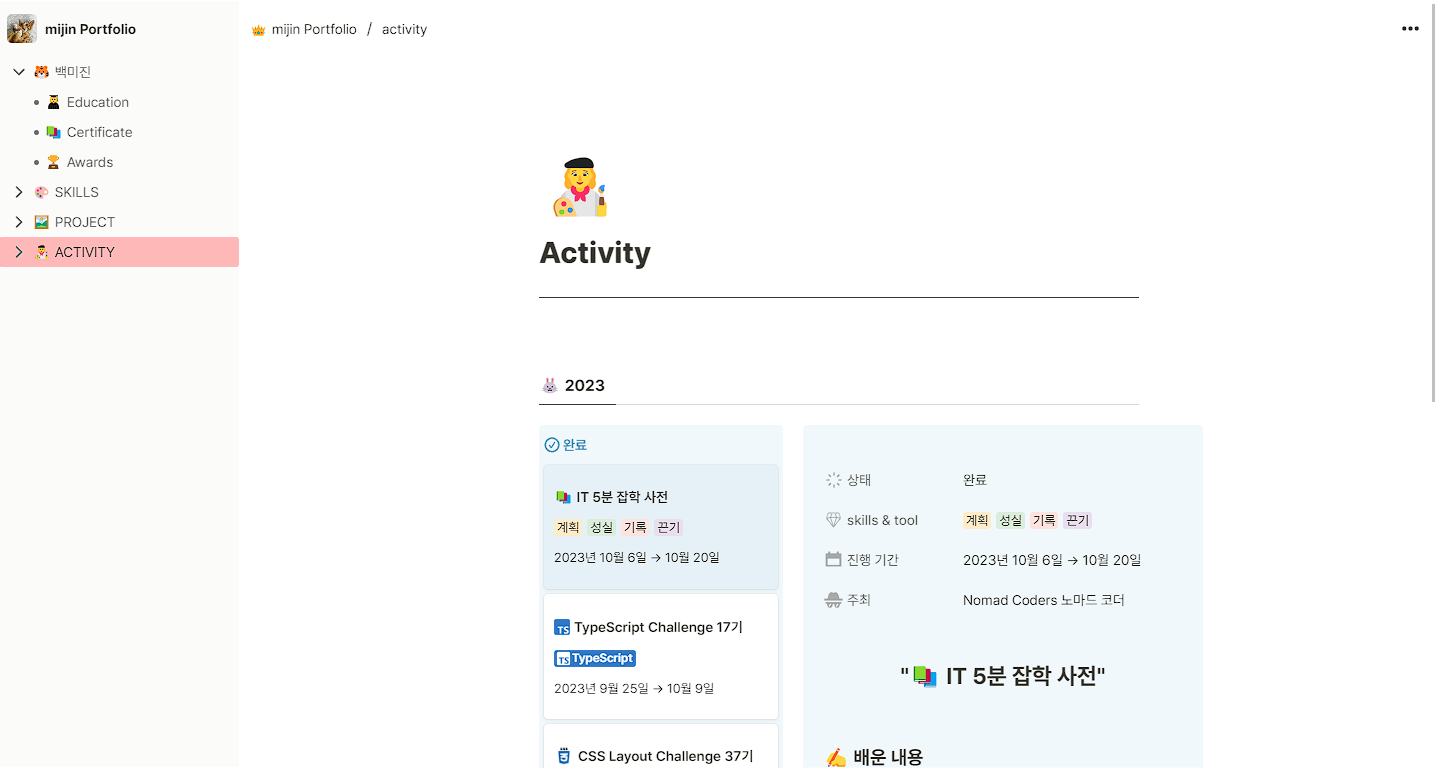 mijin Portfolio
백미진
Education
Certificate
Awards
SKILLS
PROJECT
ACTIVITY
mijin Portfolio / activity
Activity
2023
완료
IT 5분 잡학 사전
계획 성실 기록 끈기
2023년 10월 6일 → 10월 20일
TS TypeScript Challenge 17기
TS TypeScript
2023년 9월 25일 → 10월 9일
CSS Layout Challenge 37기
상태 완료
skills & tool 계획 성실 기록 끈기
진행 기간 2023년 10월 6일 → 10월 20일
주최 Nomad Coders 노마드 코더
" IT 5분 잡학 사전"
배운 내용